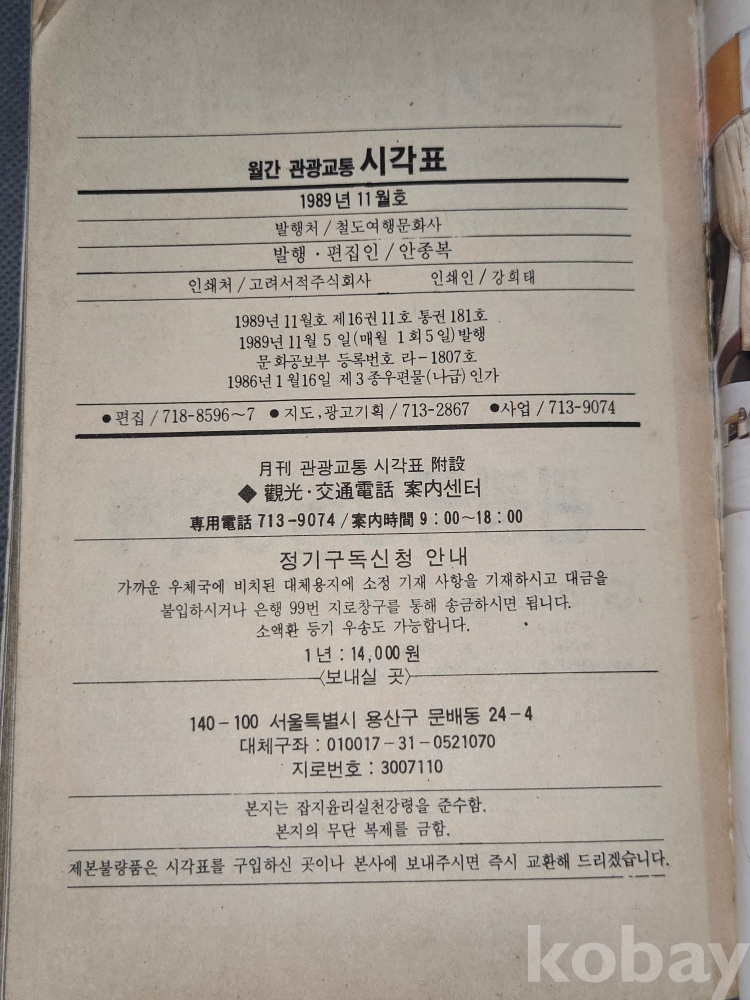 월간 관광교통 시각표
1989년 11월호
발행처/철도여행문화사
발행·편집인/안종복
인쇄처/고려서적주식회사 인쇄인/강희태
1989년 11월호 제16권11호 통권 181호
1989년 11월 5일(매월 1회5일)발행
문화공보부 등록번호 라-1807호
1986년 1월16일 제3종우편물(나급)인가
●편집/718-8596~7 ●지도,광고기획/713-2867 ●사업/713-9074
月刊 관광교통 시각표 附設
◆ 觀光·交通電話 案内센터
専用電話 713-9074/案内時間 9:00~18:00
정기구독신청 안내
가까운 우체국에 비치된 대체용지에 소정 기재 사항을 기재하시고 대금을
불입하시거나 은행 99번 지로창구를 통해 송금하시면 됩니다.
소액환 등기 우송도 가능합니다.
1년:14,000원
〈보내실 곳〉
140-100 서울특별시 용산구 문배동 24-4
대체구좌:010017-31-0521070
지로번호:3007110
본지는 잡지윤리실천강령을 준수함.
본지의 무단 복제를 금함.
제본불량품은 시각표를 구입하신 곳이나 본사에 보내주시면 즉시 교환해 드리겠습니다.
kobay